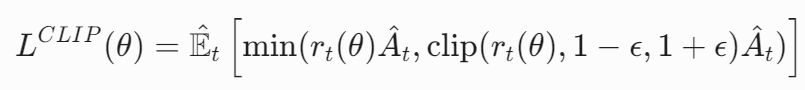 L^{CLIP}(θ) = Ê_t [ min(r_t(θ)Â_t, clip(r_t(θ), 1 − ϵ, 1 + ϵ)Â_t) ]